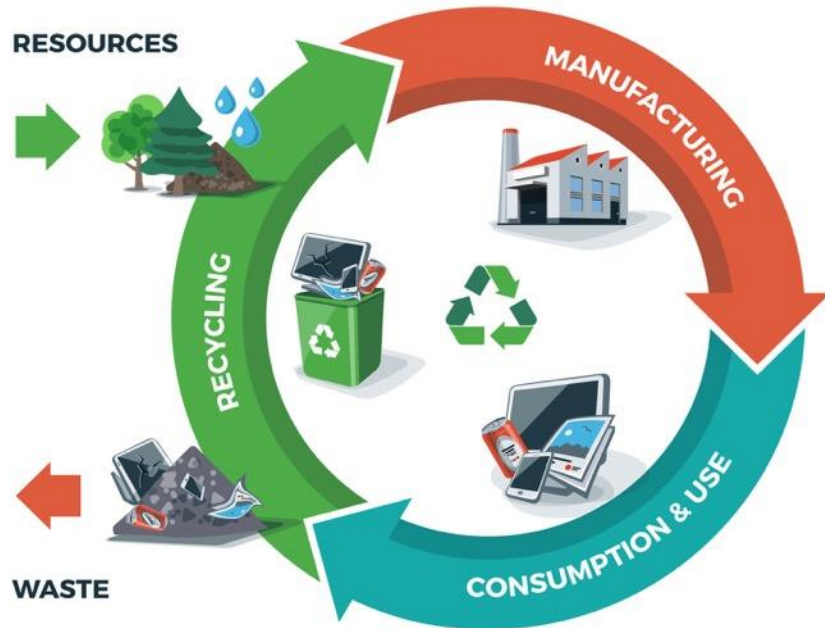 RESOURCES
MANUFACTURING
RECYCLING
CONSUMPTION & USE
WASTE